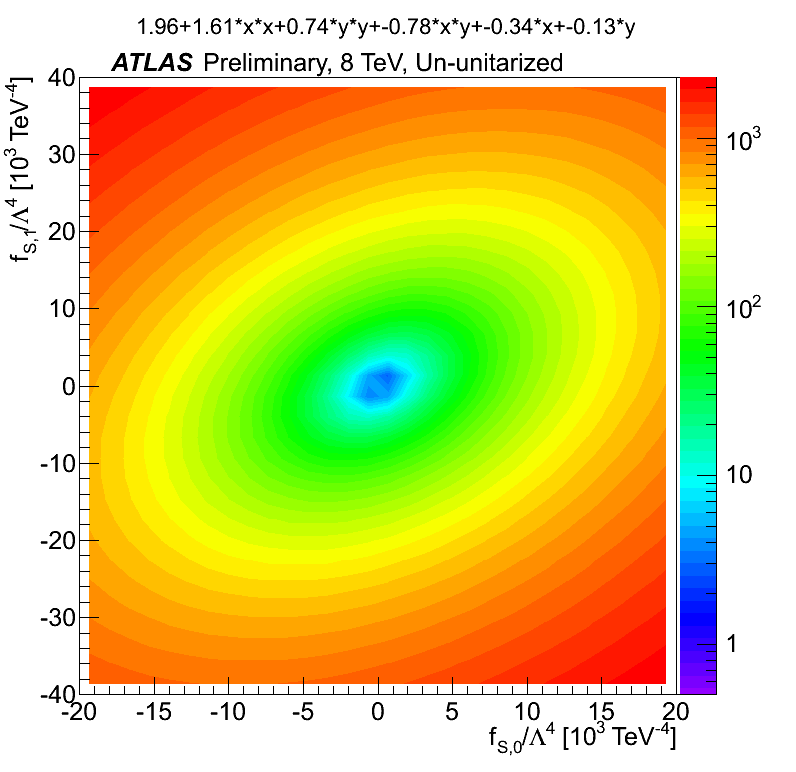 1.96+1.61*x*x+0.74*y*y+-0.78*x*y+-0.34*x+-0.13*y
ATLAS Preliminary, 8 TeV, Un-unitarized
f_S,1/Λ^4 [10^3 TeV^-4]
40
30
20
10
0
-10
-20
-30
-40
-20 -15 -10 -5 0 5 10 15 20
f_S,0/Λ^4 [10^3 TeV^-4]
10^3
10^2
10
1